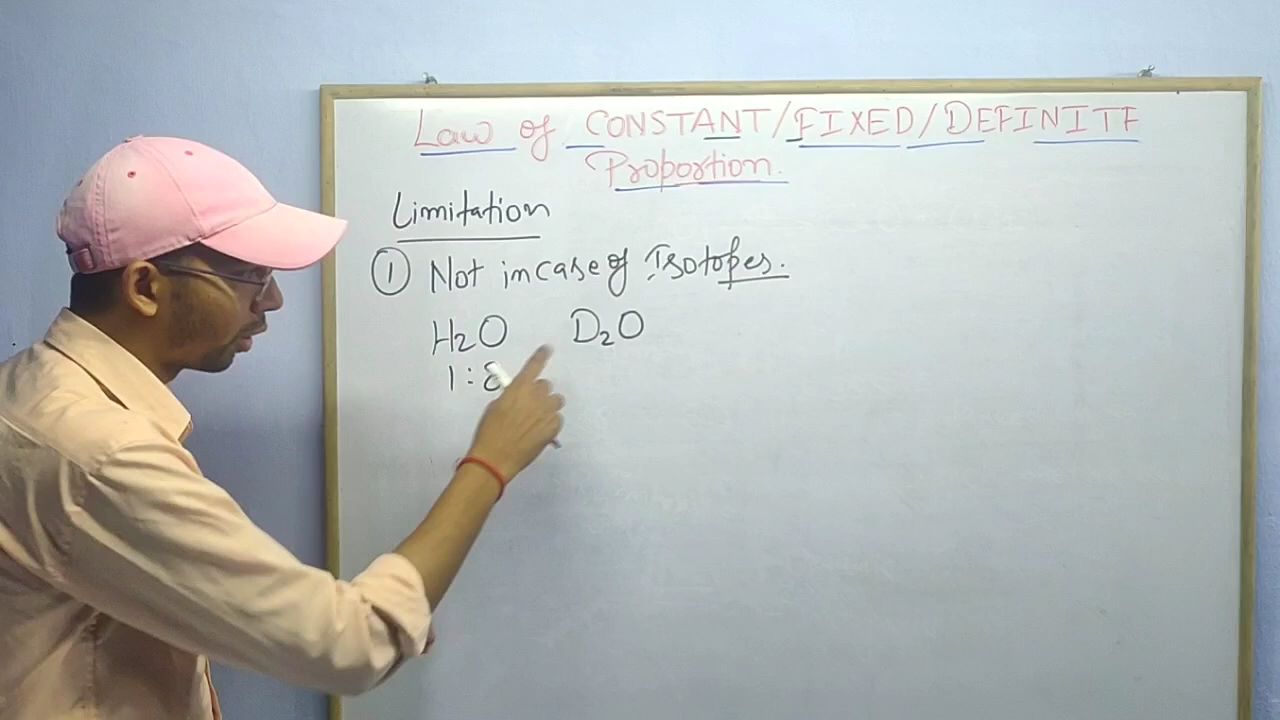 Law of CONSTANT/FIXED/DEFINITE
Proportion.
Limitation
① Not in case of Isotopes.
H₂O D₂O
1:8